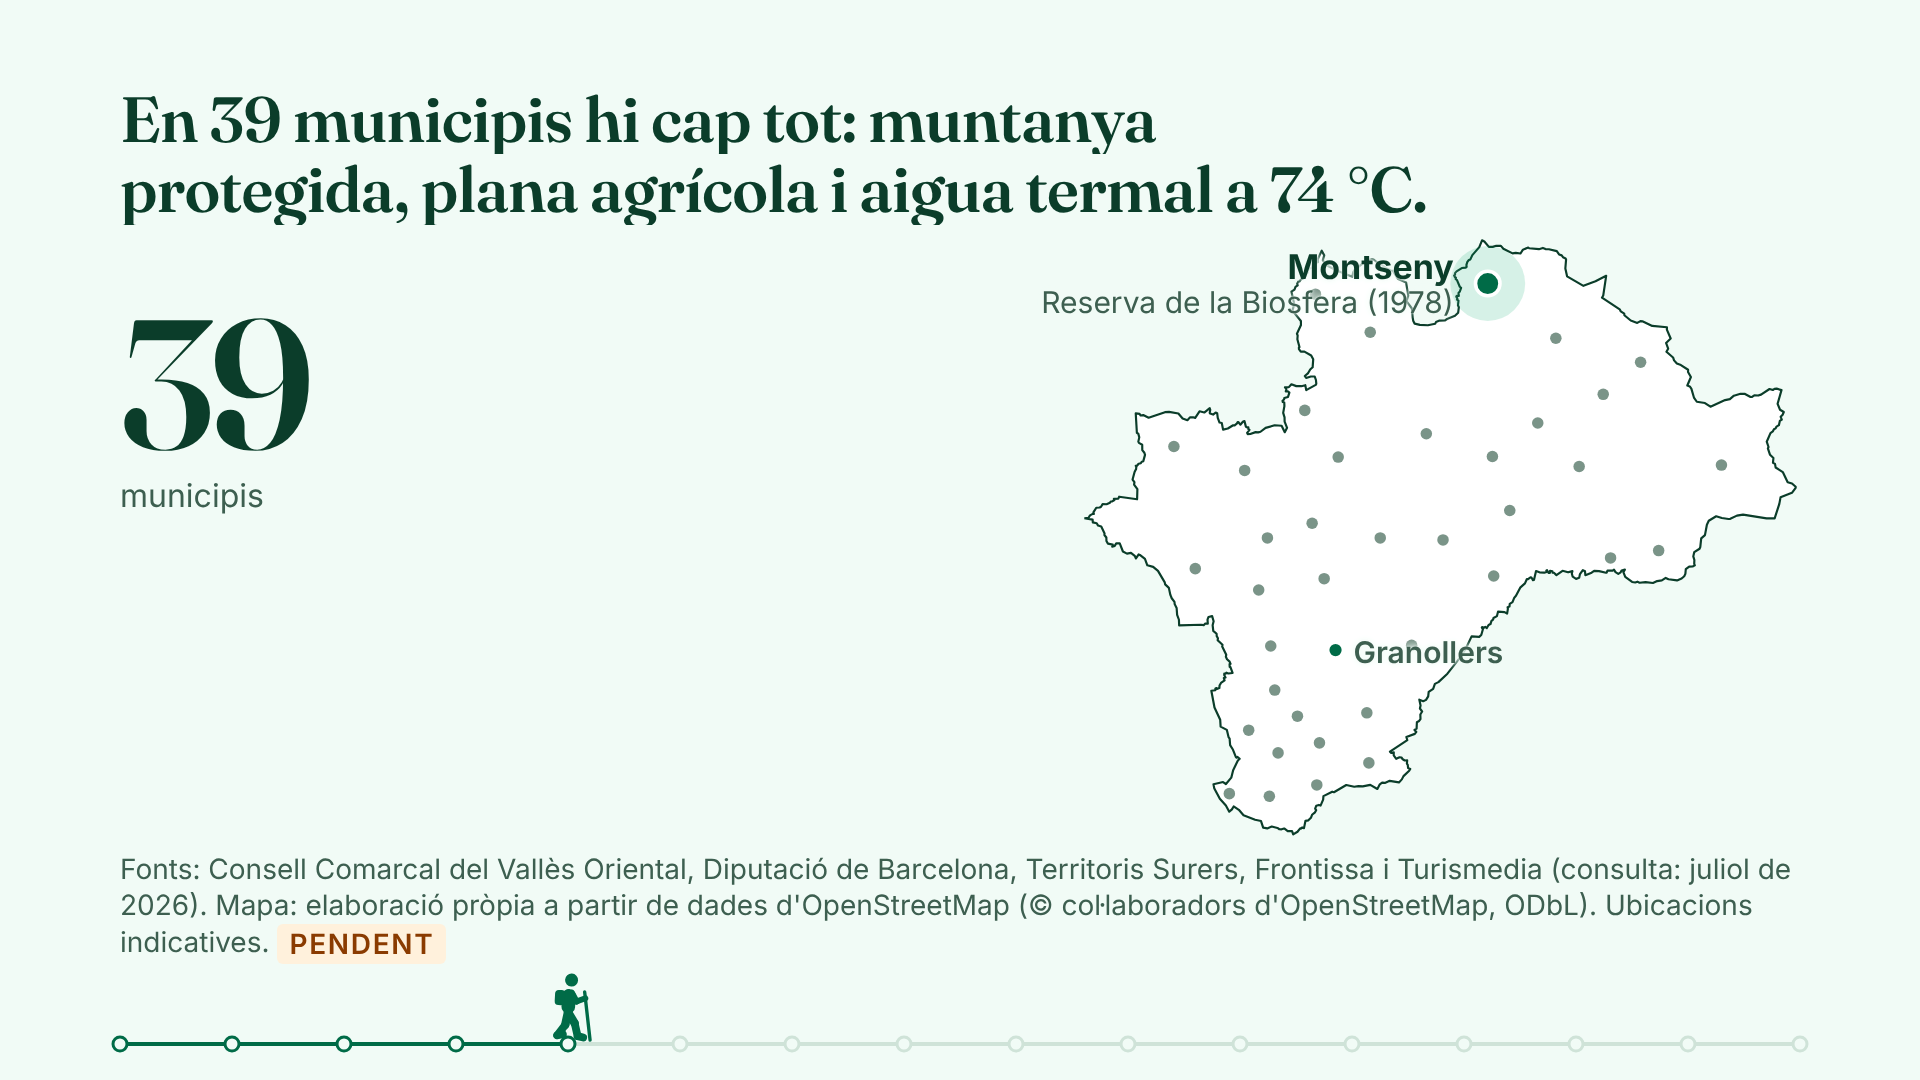 En 39 municipis hi cap tot: muntanya
protegida, plana agrícola i aigua termal a 74 °C.
Montseny
Reserva de la Biosfera (1978)
39
municipis
Granollers
Fonts: Consell Comarcal del Vallès Oriental, Diputació de Barcelona, Territoris Surers, Frontissa i Turismedia (consulta: juliol de
2026). Mapa: elaboració pròpia a partir de dades d'OpenStreetMap (© col·laboradors d'OpenStreetMap, ODbL). Ubicacions
indicatives. PENDENT